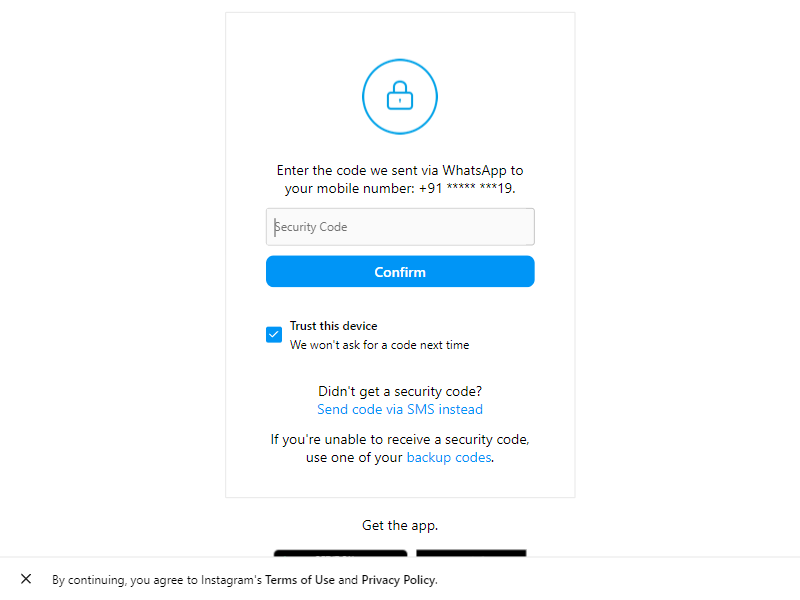 Enter the code we sent via WhatsApp to
your mobile number: +91 ***** ***19.
Security Code
Confirm
Trust this device
We won't ask for a code next time
Didn't get a security code?
Send code via SMS instead
If you're unable to receive a security code,
use one of your backup codes.
Get the app.
By continuing, you agree to Instagram's Terms of Use and Privacy Policy.